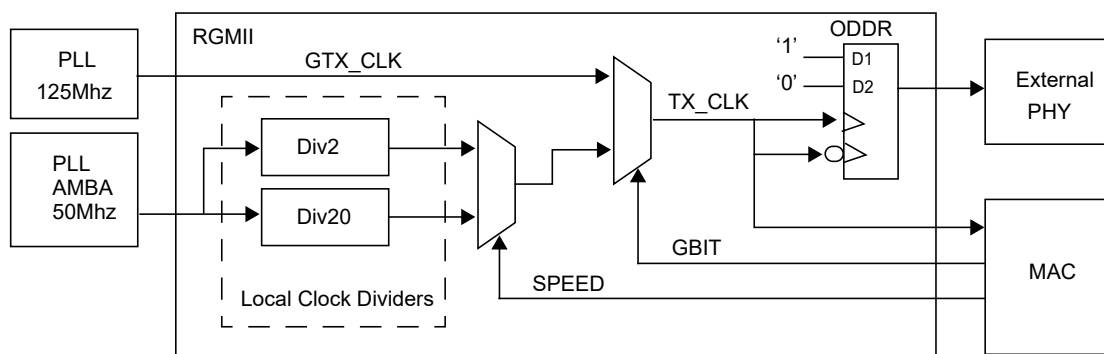 RGMII
ODDR
PLL
125Mhz
GTX_CLK
‘1’
D1
‘0’
D2
External
PHY
TX_CLK
PLL
AMBA
50Mhz
Div2
Div20
Local Clock Dividers
GBIT
SPEED
MAC